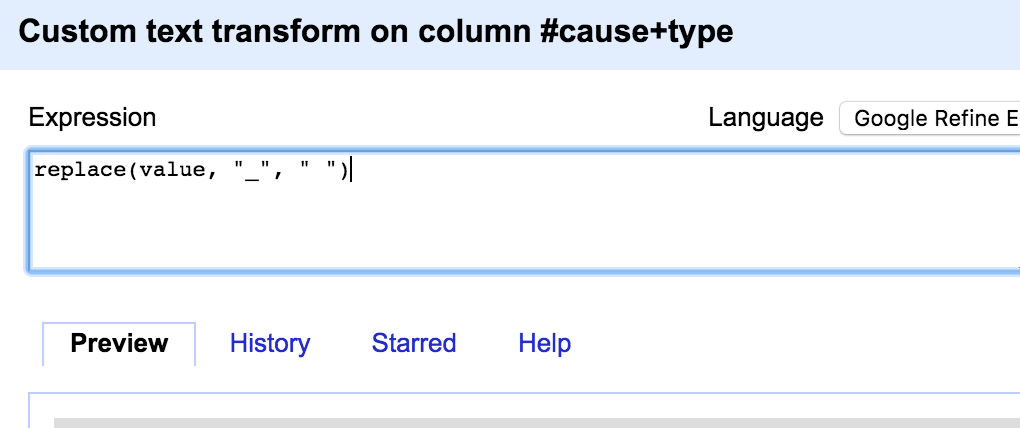 Custom text transform on column #cause+type
Expression Language Google Refine E
replace(value, "_", " ")
Preview History Starred Help